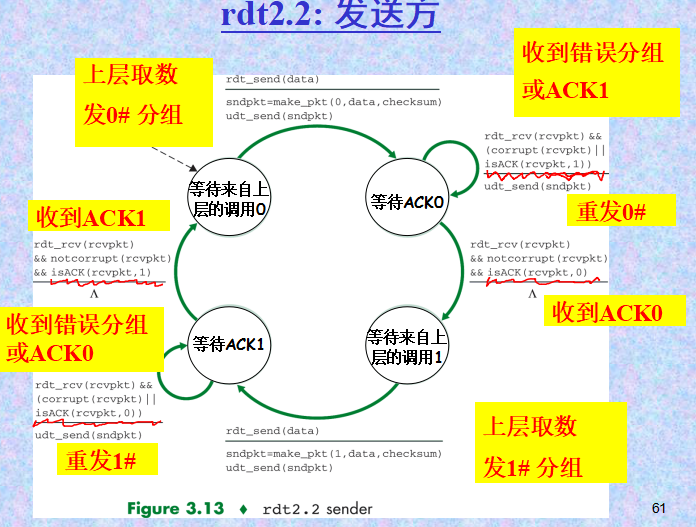 rdt2.2: 发送方
上层取数
发0# 分组
rdt_send(data)
sndpkt=make_pkt(0,data,checksum)
udt_send(sndpkt)
收到错误分组
或ACK1
rdt_rcv(rcvpkt) &&
(corrupt(rcvpkt)||
isACK(rcvpkt,1))
udt_send(sndpkt)
重发0#
等待来自上
层的调用0
等待ACK0
收到ACK1
rdt_rcv(rcvpkt)
&& notcorrupt(rcvpkt)
&& isACK(rcvpkt,1)
Λ
rdt_rcv(rcvpkt)
&& notcorrupt(rcvpkt)
&& isACK(rcvpkt,0)
Λ
收到ACK0
收到错误分组
或ACK0
等待ACK1
等待来自上
层的调用1
rdt_rcv(rcvpkt) &&
(corrupt(rcvpkt)||
isACK(rcvpkt,0))
udt_send(sndpkt)
重发1#
rdt_send(data)
sndpkt=make_pkt(1,data,checksum)
udt_send(sndpkt)
上层取数
发1# 分组
Figure 3.13 ♦ rdt2.2 sender
61